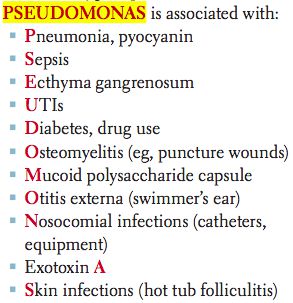 PSEUDOMONAS is associated with:
▪ Pneumonia, pyocyanin
▪ Sepsis
▪ Ecthyma gangrenosum
▪ UTIs
▪ Diabetes, drug use
▪ Osteomyelitis (eg, puncture wounds)
▪ Mucoid polysaccharide capsule
▪ Otitis externa (swimmer's ear)
▪ Nosocomial infections (catheters,
equipment)
▪ Exotoxin A
▪ Skin infections (hot tub folliculitis)